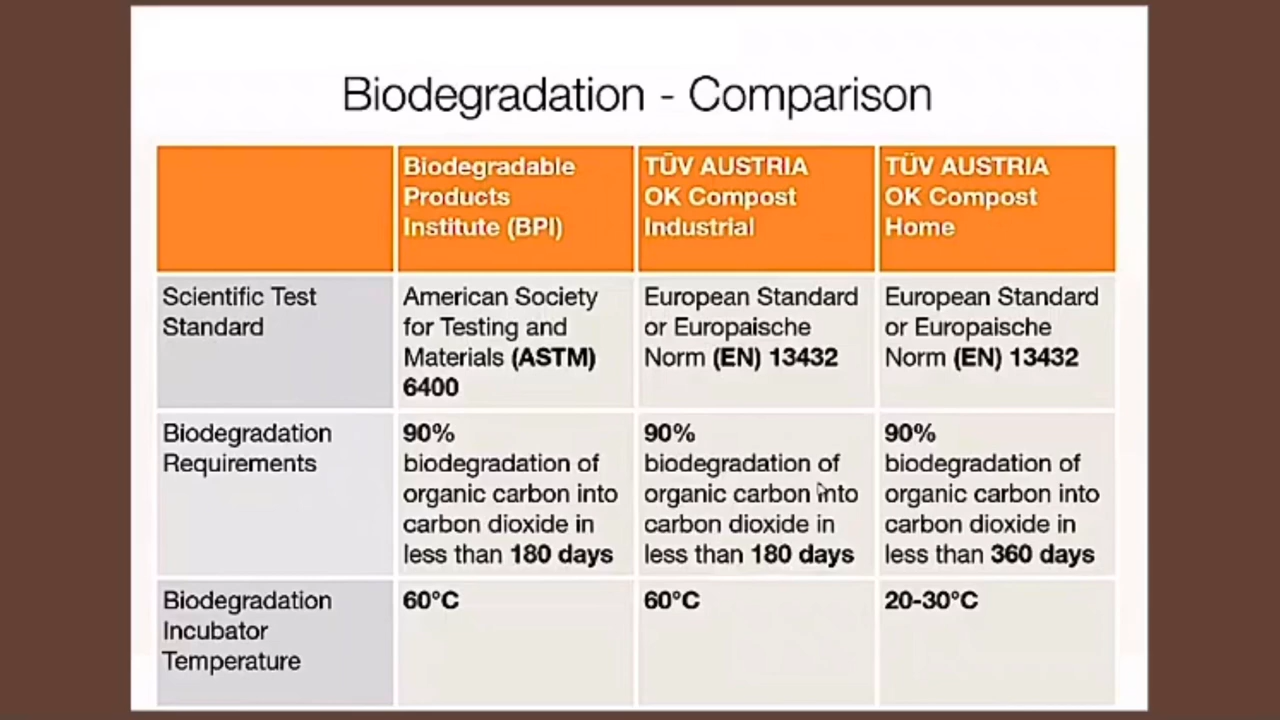 Biodegradation - Comparison
Biodegradable
Products
Institute (BPI)
TÜV AUSTRIA
OK Compost
Industrial
TÜV AUSTRIA
OK Compost
Home
Scientific Test
Standard
American Society
for Testing and
Materials (ASTM)
6400
European Standard
or Europaische
Norm (EN) 13432
European Standard
or Europaische
Norm (EN) 13432
Biodegradation
Requirements
90%
biodegradation of
organic carbon into
carbon dioxide in
less than 180 days
90%
biodegradation of
organic carbon into
carbon dioxide in
less than 180 days
90%
biodegradation of
organic carbon into
carbon dioxide in
less than 360 days
Biodegradation
Incubator
Temperature
60°C
60°C
20-30°C